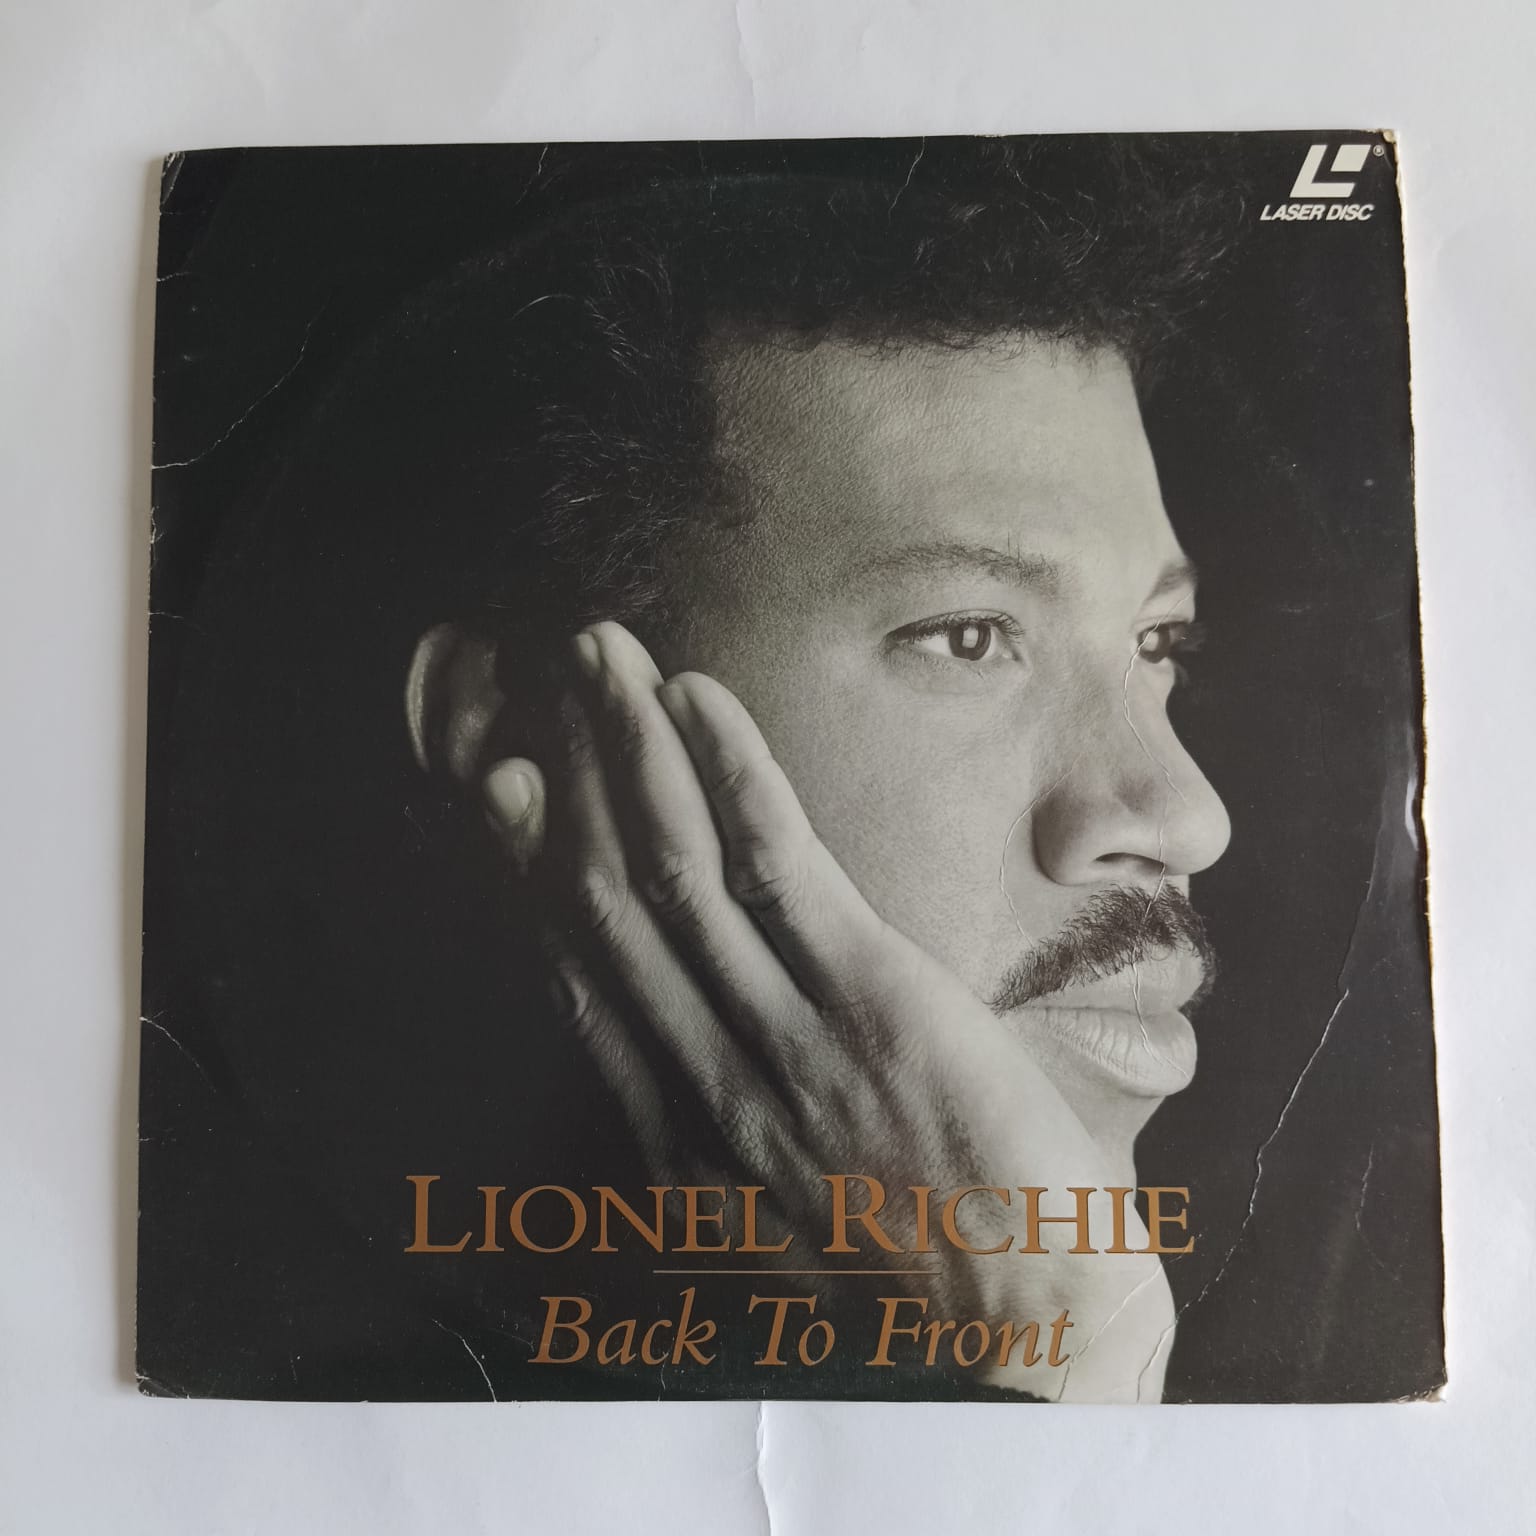 LASER DISC ®
LIONEL RICHIE
Back To Front